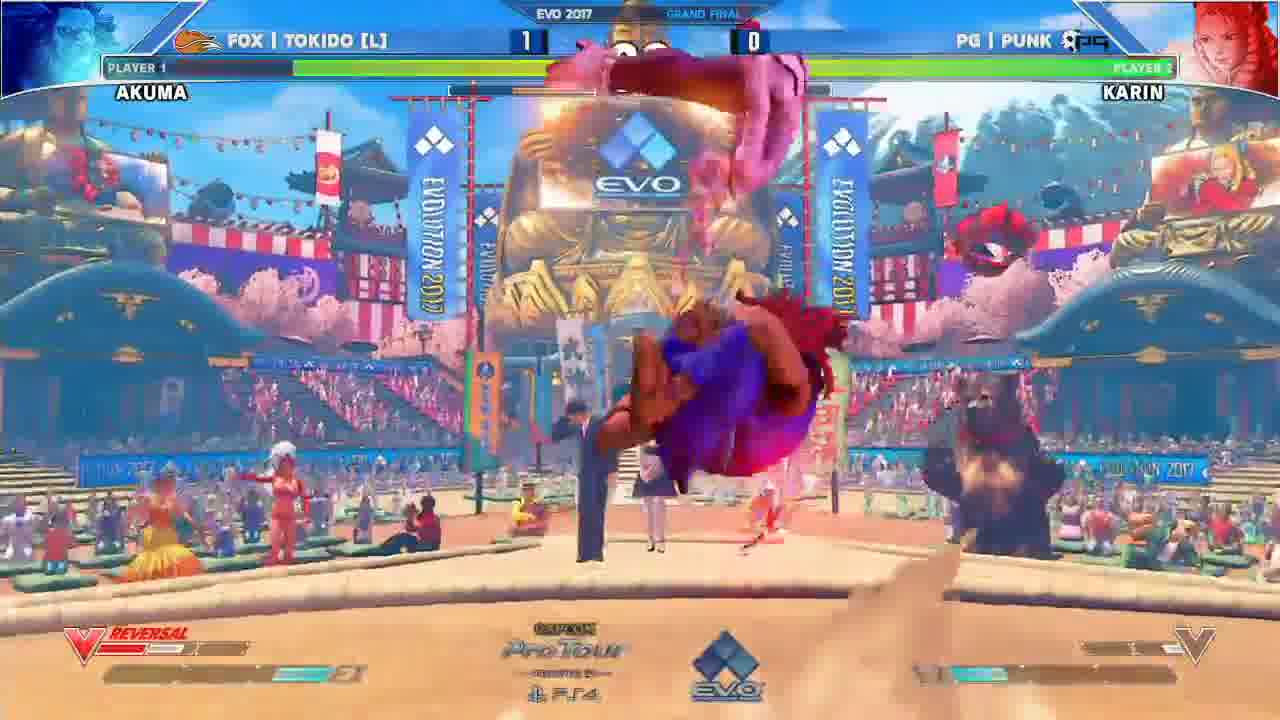 EVO 2017 GRAND FINAL
FOX | TOKIDO [L] 1 0 PG | PUNK
PLAYER 1
PLAYER 2
AKUMA
KARIN
EVO
EVOLUTION 2017
EVOLUTION 2017
REVERSAL
CAPCOM
Pro Tour
PS4
EVO